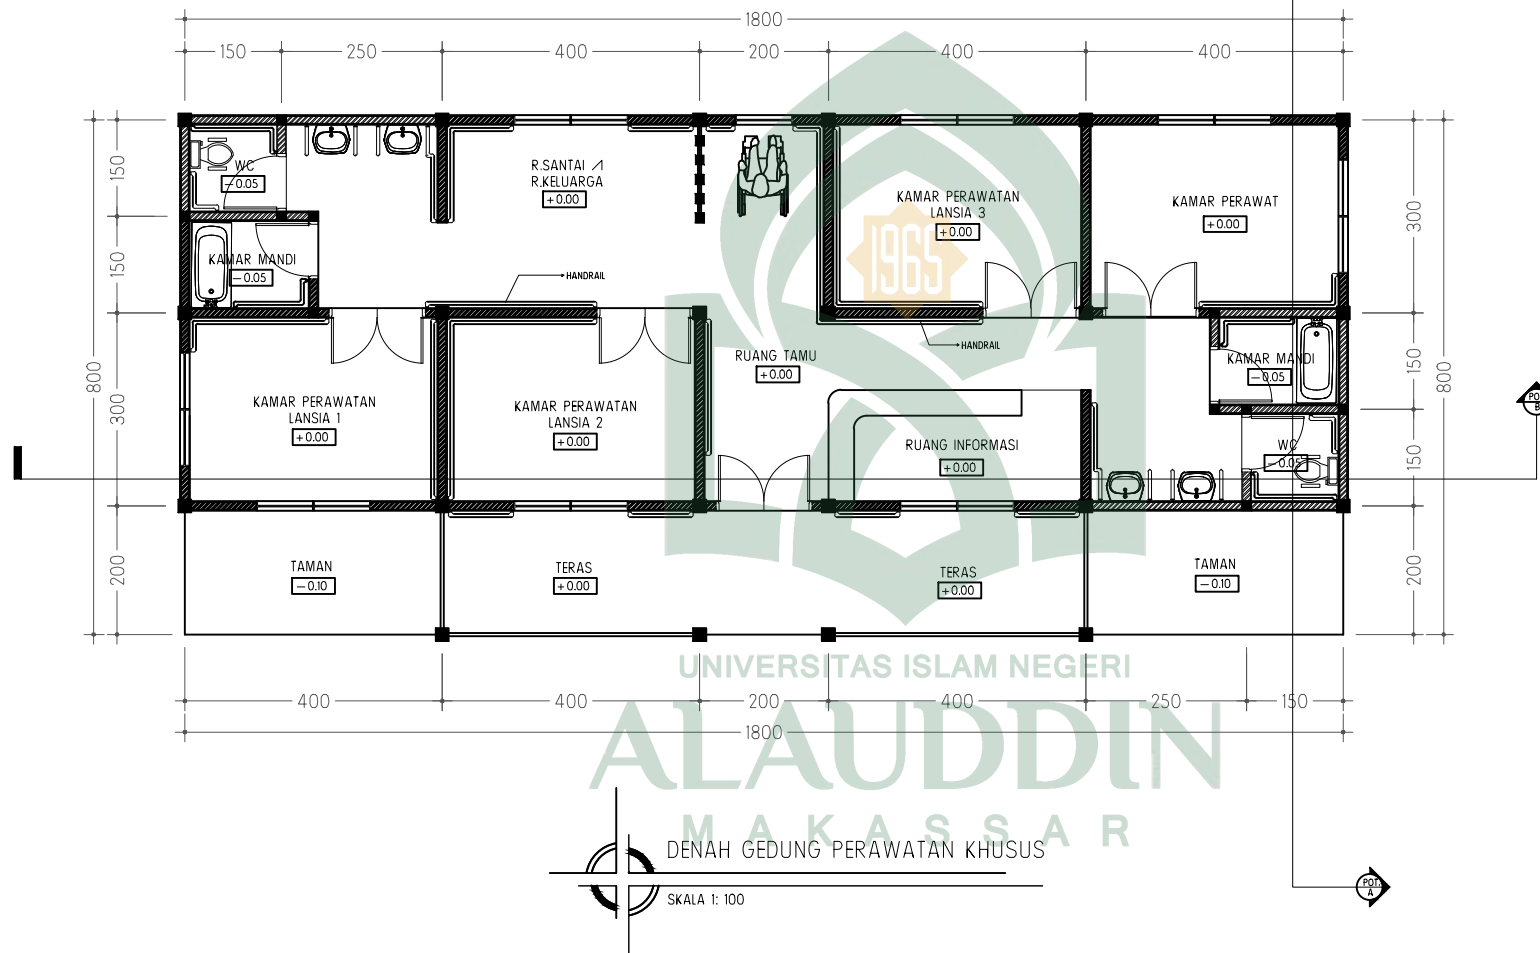 1800
150 250 400 200 400 400
WC
-0.05
KAMAR MANDI
-0.05
R.SANTAI /
R.KELUARGA
+0.00
HANDRAIL
KAMAR PERAWATAN
LANSIA 3
+0.00
KAMAR PERAWAT
+0.00
1965
HANDRAIL
150
150
300
200
800
300
150
150
200
800
RUANG TAMU
+0.00
KAMAR MANDI
-0.05
KAMAR PERAWATAN
LANSIA 1
+0.00
KAMAR PERAWATAN
LANSIA 2
+0.00
RUANG INFORMASI
+0.00
WC
-0.05
TAMAN
-0.10
TERAS
+0.00
TERAS
+0.00
TAMAN
-0.10
UNIVERSITAS ISLAM NEGERI
400 400 200 400 250 150
1800
ALAUDDIN
MAKASSAR
DENAH GEDUNG PERAWATAN KHUSUS
SKALA 1: 100
POT.
A
B